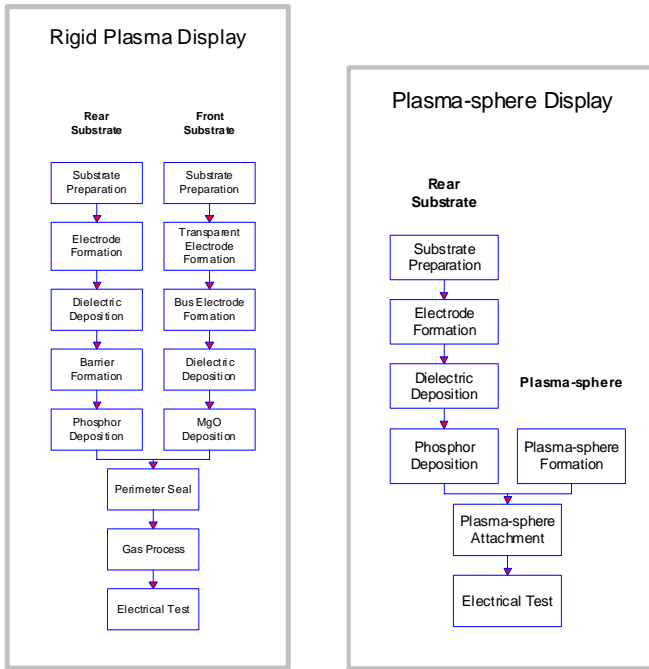 Rigid Plasma Display
Rear
Substrate
Front
Substrate
Substrate
Preparation
Substrate
Preparation
Electrode
Formation
Transparent
Electrode
Formation
Dielectric
Deposition
Bus Electrode
Formation
Barrier
Formation
Dielectric
Deposition
Phosphor
Deposition
MgO
Deposition
Perimeter Seal
Gas Process
Electrical Test
Plasma-sphere Display
Rear
Substrate
Substrate
Preparation
Electrode
Formation
Dielectric
Deposition
Plasma-sphere
Phosphor
Deposition
Plasma-sphere
Formation
Plasma-sphere
Attachment
Electrical Test